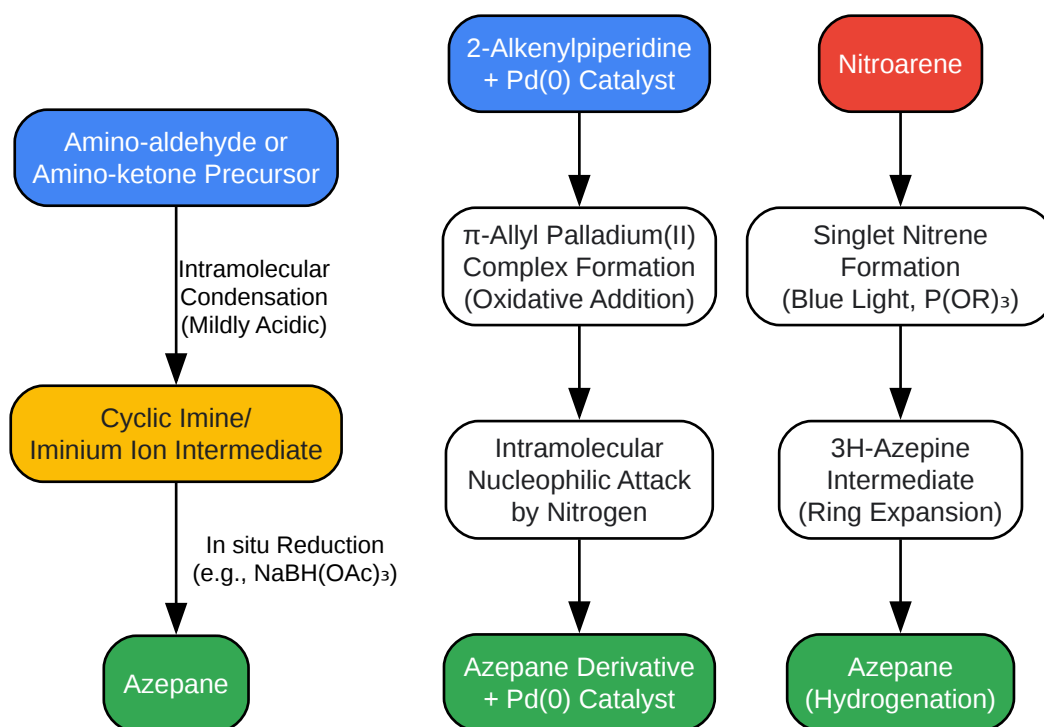 Amino-aldehyde or
Amino-ketone Precursor
Intramolecular
Condensation
(Mildly Acidic)
Cyclic Imine/
Iminium Ion Intermediate
In situ Reduction
(e.g., NaBH(OAc)₃)
Azepane
2-Alkenylpiperidine
+ Pd(0) Catalyst
π-Allyl Palladium(II)
Complex Formation
(Oxidative Addition)
Intramolecular
Nucleophilic Attack
by Nitrogen
Azepane Derivative
+ Pd(0) Catalyst
Nitroarene
Singlet Nitrene
Formation
(Blue Light, P(OR)₃)
3H-Azepine
Intermediate
(Ring Expansion)
Azepane
(Hydrogenation)